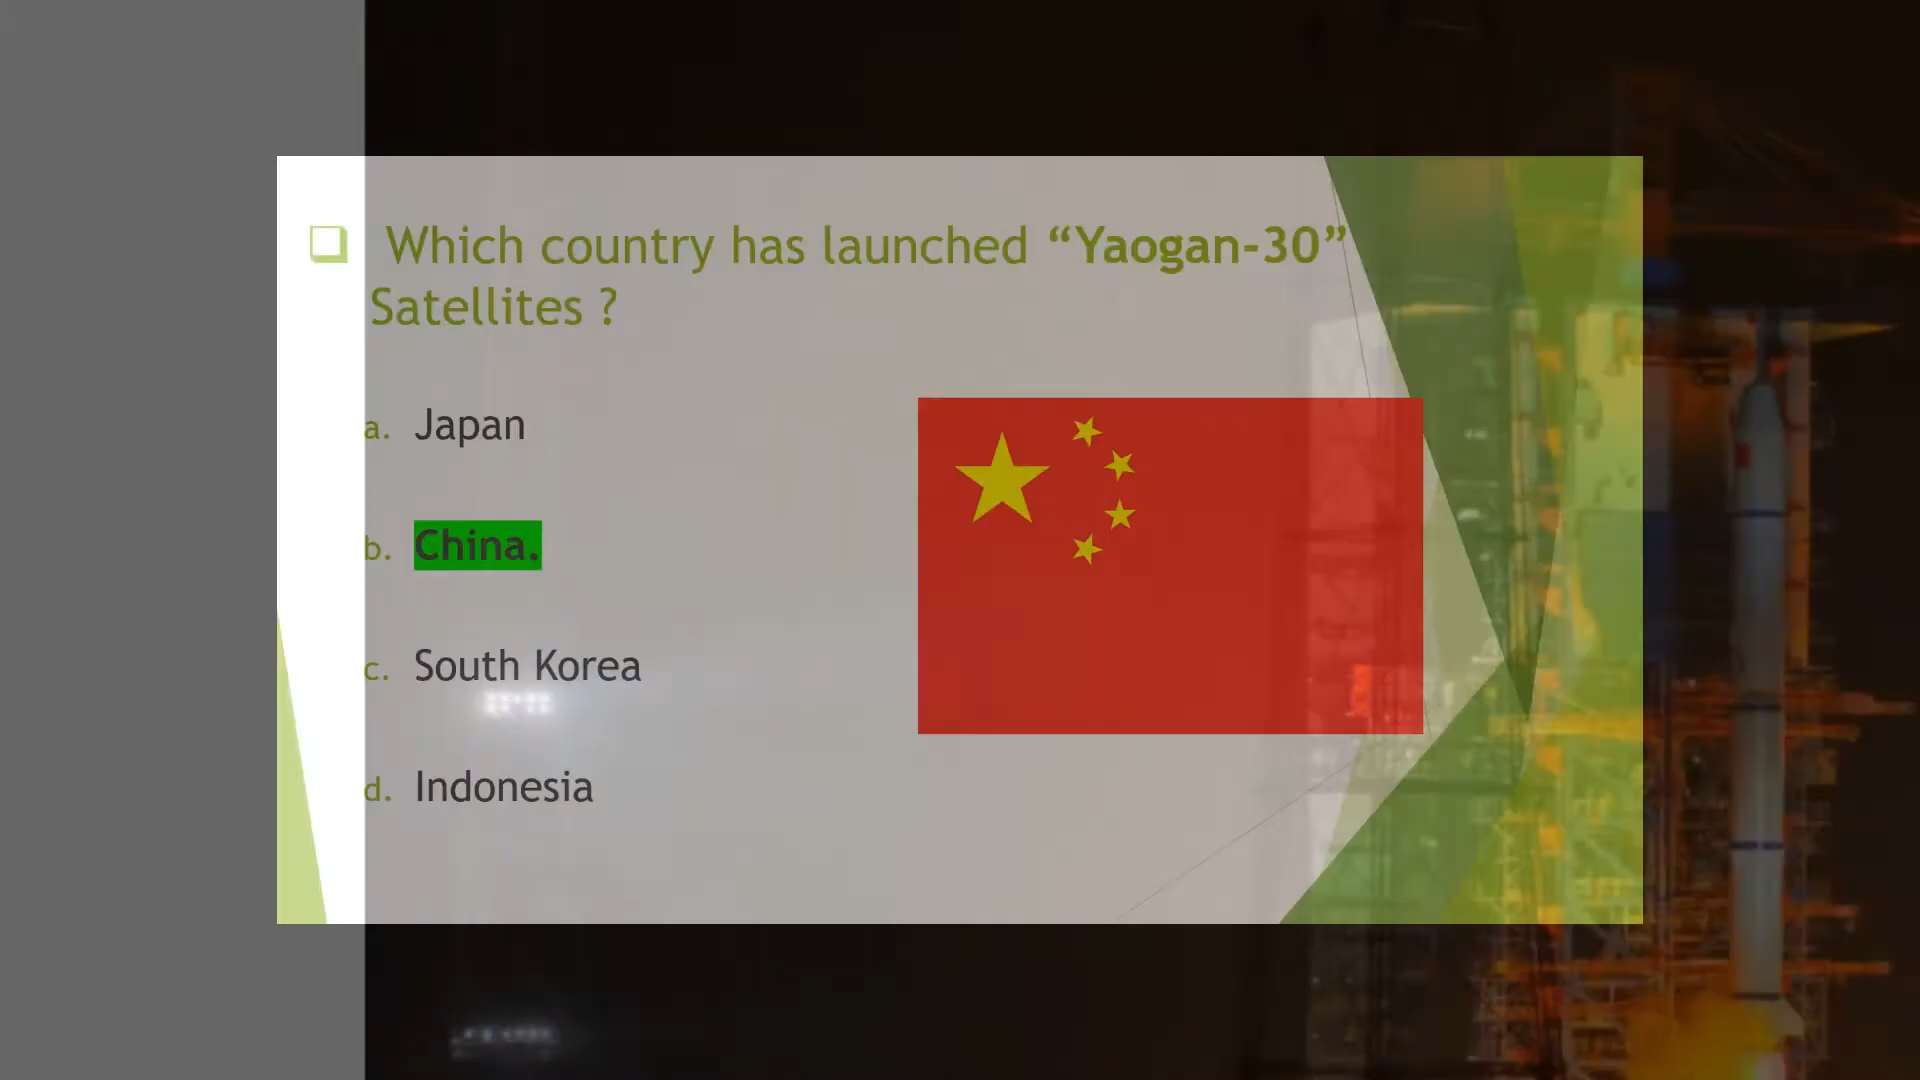 Which country has launched “Yaogan-30”
Satellites ?
a. Japan
b. China.
c. South Korea
d. Indonesia